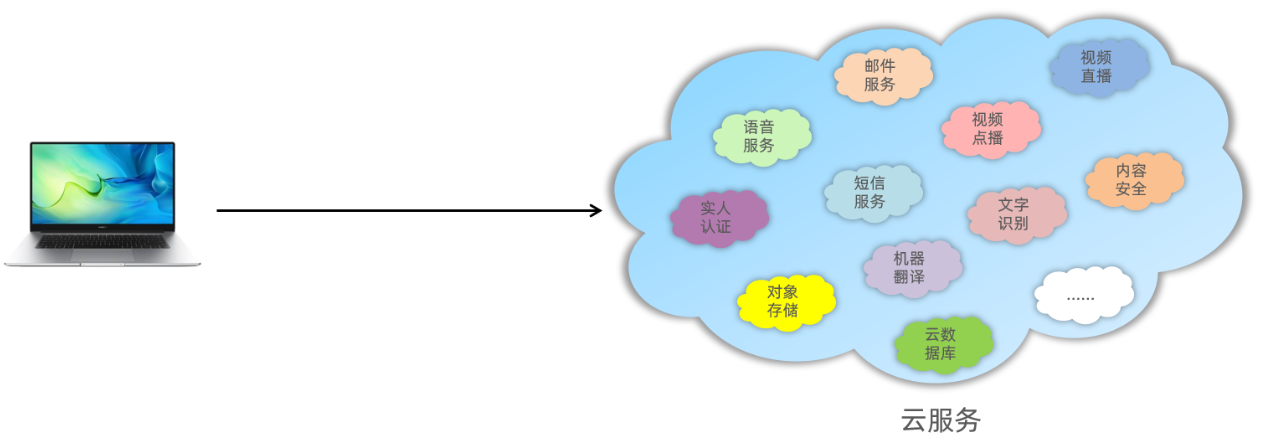 邮件
服务
视频
直播
语音
服务
视频
点播
内容
安全
短信
服务
实人
认证
文字
识别
机器
翻译
对象
存储
......
云数
据库
云服务